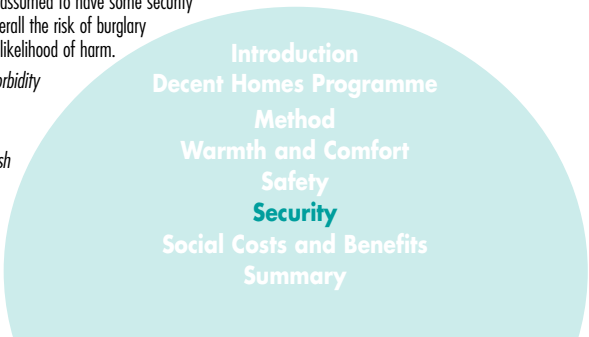 assumed to have some security
erall the risk of burglary
likelihood of harm.
orbidity
sh
Introduction
Decent Homes Programme
Method
Warmth and Comfort
Safety
Security
Social Costs and Benefits
Summary